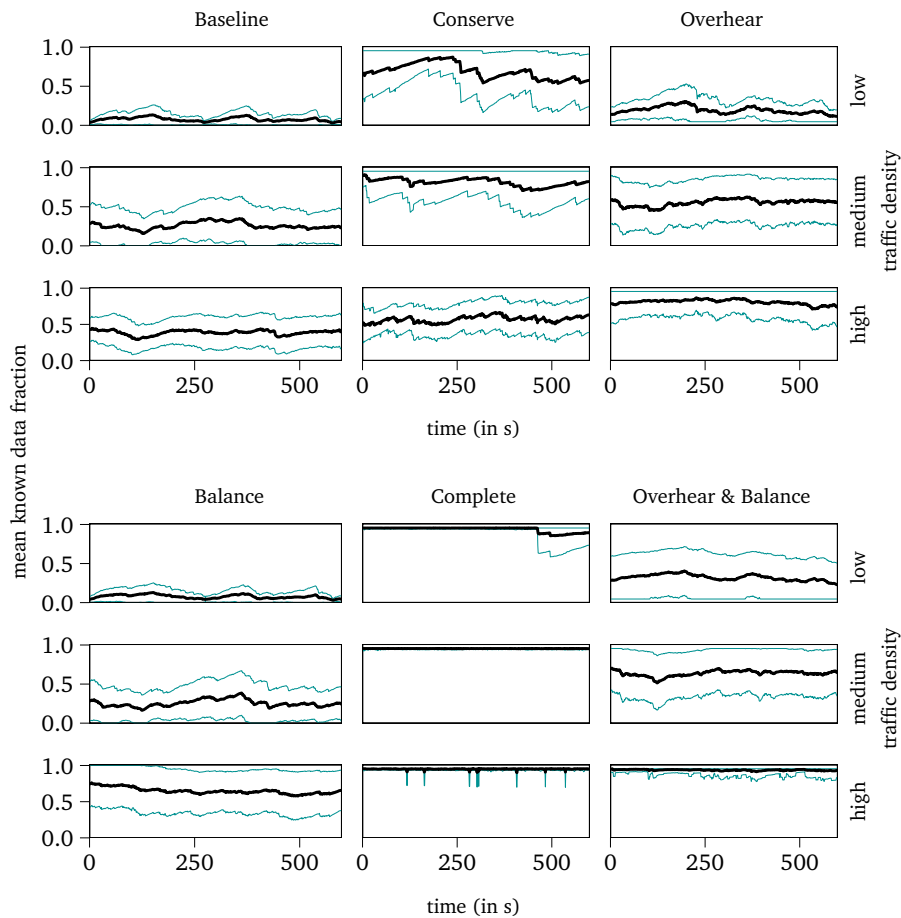 Baseline Conserve Overhear
1.0
0.5
0.0
low
1.0
0.5
0.0
medium
traffic density
1.0
0.5
0.0
high
0 250 500 0 250 500 0 250 500
time (in s)
mean known data fraction
Balance Complete Overhear & Balance
1.0
0.5
0.0
low
1.0
0.5
0.0
medium
traffic density
1.0
0.5
0.0
high
0 250 500 0 250 500 0 250 500
time (in s)